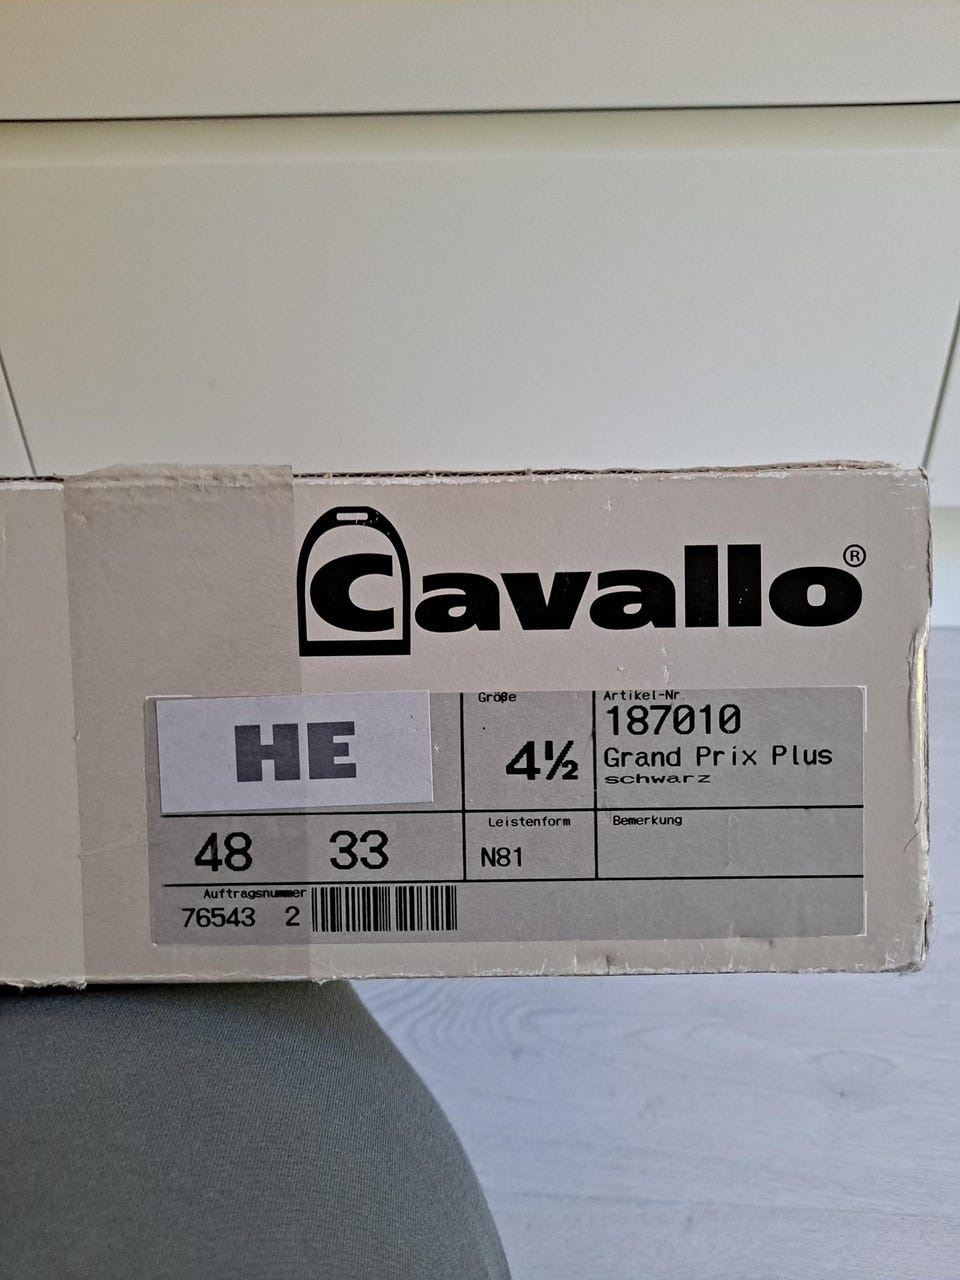 Cavallo®
HE
Größe
4½
Artikel-Nr.
187010
Grand Prix Plus
schwarz
48 33
Leistenform
N81
Bemerkung
Auftragsnummer
76543 2